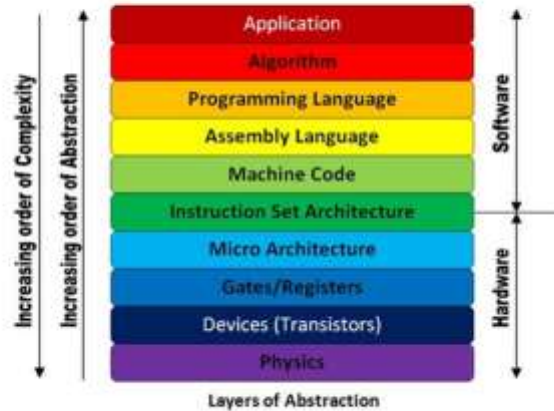 Application
Algorithm
Programming Language
Assembly Language
Machine Code
Instruction Set Architecture
Micro Architecture
Gates/Registers
Devices (Transistors)
Physics
Increasing order of Complexity
Increasing order of Abstraction
Software
Hardware
Layers of Abstraction